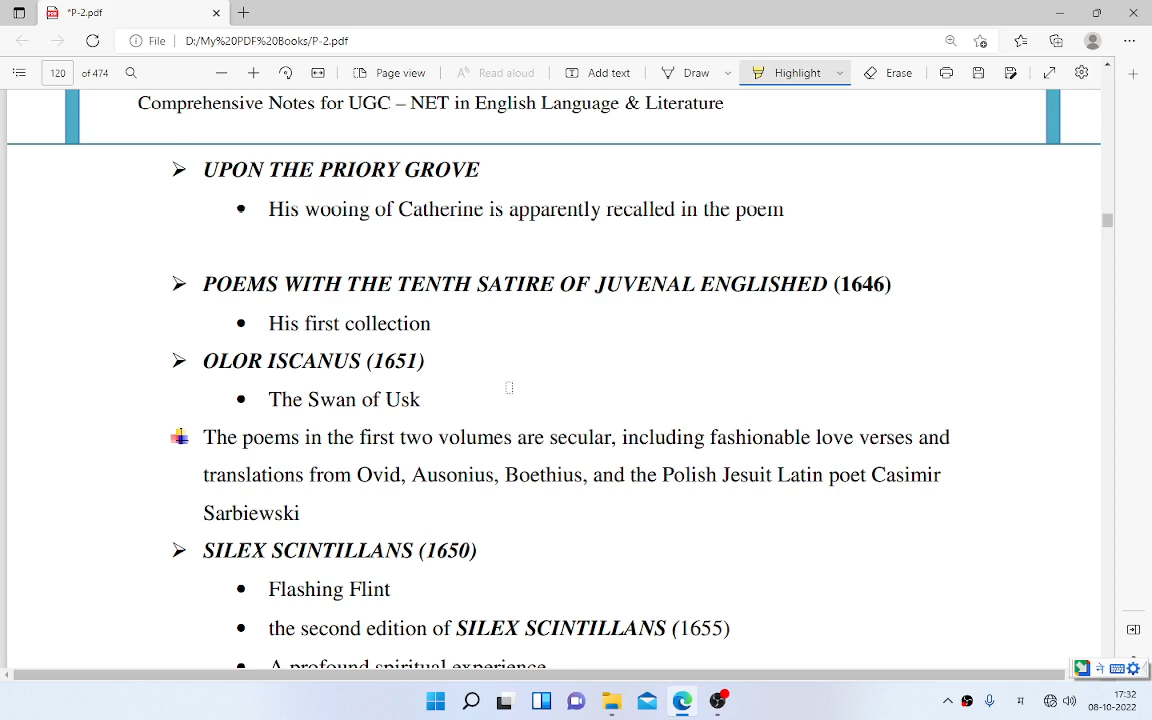 *P-2.pdf
File
D:/My%20PDF%20Books/P-2.pdf
120 of 474
Page view
Read aloud
Add text
Draw
Highlight
Erase
Comprehensive Notes for UGC – NET in English Language & Literature
➢ UPON THE PRIORY GROVE
• His wooing of Catherine is apparently recalled in the poem
➢ POEMS WITH THE TENTH SATIRE OF JUVENAL ENGLISHED (1646)
• His first collection
➢ OLOR ISCANUS (1651)
• The Swan of Usk
The poems in the first two volumes are secular, including fashionable love verses and
translations from Ovid, Ausonius, Boethius, and the Polish Jesuit Latin poet Casimir
Sarbiewski
➢ SILEX SCINTILLANS (1650)
• Flashing Flint
• the second edition of SILEX SCINTILLANS (1655)
• A profound spiritual experience
म
17:32
08-10-2022